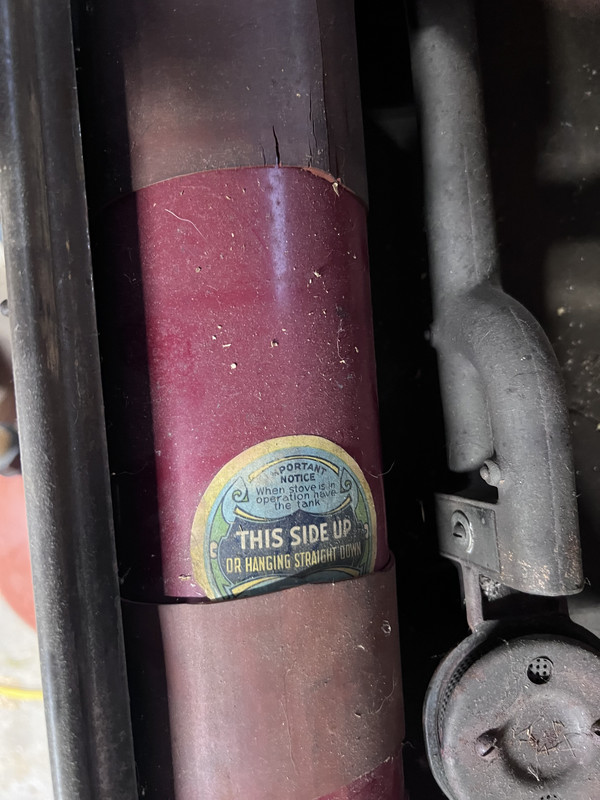 IMPORTANT
NOTICE
When stove is in
operation have
the tank
THIS SIDE UP
OR HANGING STRAIGHT DOWN